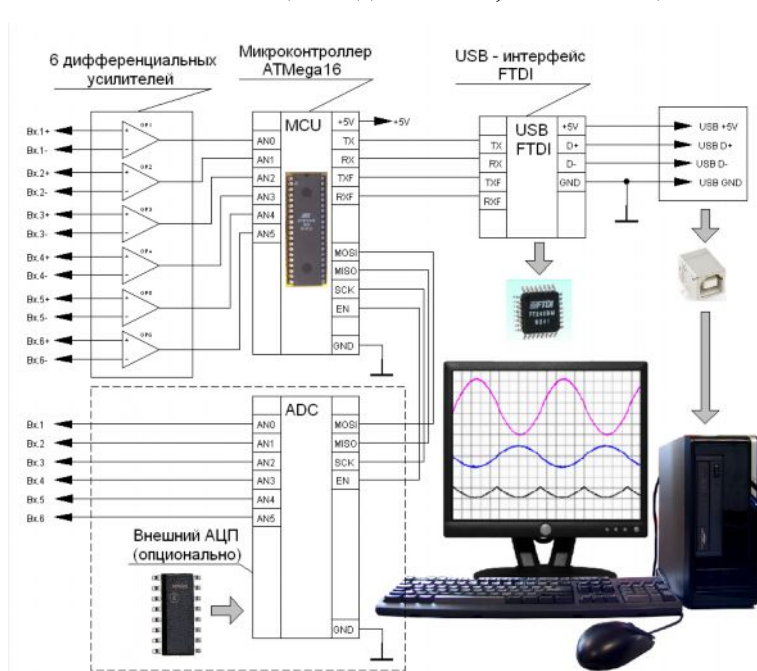 6 дифференциальных
усилителей
Микроконтроллер
ATMega16
USB - интерфейс
FTDI
Вх.1+
Вх.1-
Вх.2+
Вх.2-
Вх.3+
Вх.3-
Вх.4+
Вх.4-
Вх.5+
Вх.5-
Вх.6+
Вх.6-
OP1
OP2
OP3
OP4
OP5
OP6
MCU
AN0
AN1
AN2
AN3
AN4
AN5
+5V
+5V
TX
RX
TXF
RXF
MOSI
MISO
SCK
EN
GND
USB
FTDI
TX
RX
TXF
RXF
+5V
D+
D-
GND
USB +5V
USB D+
USB D-
USB GND
FTDI
Вх.1
Вх.2
Вх.3
Вх.4
Вх.5
Вх.6
ADC
AN0
AN1
AN2
AN3
AN4
AN5
MOSI
MISO
SCK
EN
GND
Внешний АЦП
(опционально)